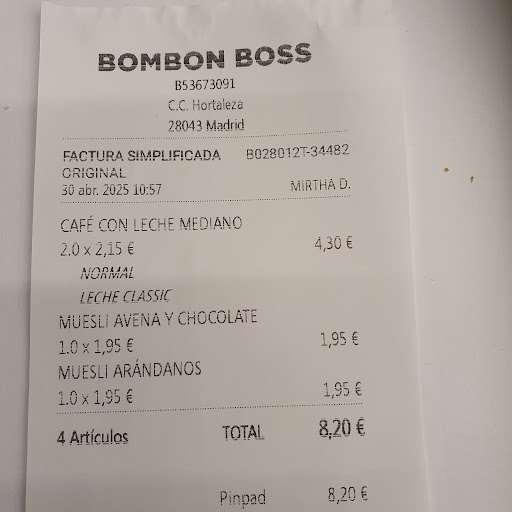 BOMBON BOSS
B53673091
C.C. Hortaleza
28043 Madrid
FACTURA SIMPLIFICADA B028012T-34482
ORIGINAL
30 abr. 2025 10:57 MIRTHA D.
CAFÉ CON LECHE MEDIANO
2.0 x 2,15 € 4,30 €
NORMAL
LECHE CLASSIC
MUESLI AVENA Y CHOCOLATE
1.0 x 1,95 € 1,95 €
MUESLI ARÁNDANOS
1.0 x 1,95 € 1,95 €
4 Artículos TOTAL 8,20 €
Pinpad 8,20 €